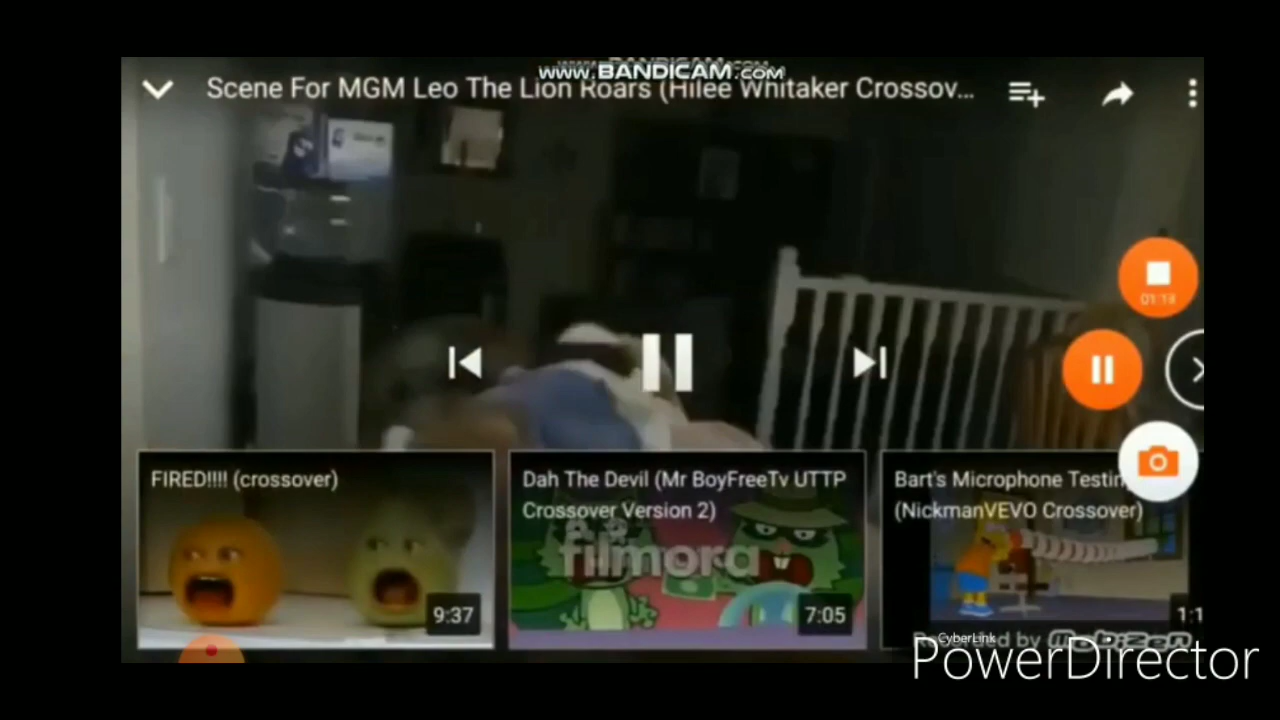 www.BANDICAM.com
Scene For MGM Leo The Lion Roars (Hilee Whitaker Crossov...
01:13
FIRED!!!! (crossover)
Dah The Devil (Mr BoyFreeTv UTTP
Crossover Version 2)
Bart's Microphone Testin
(NickmanVEVO Crossover)
filmora
9:37
7:05
1:1
CyberLink
PowerDirector